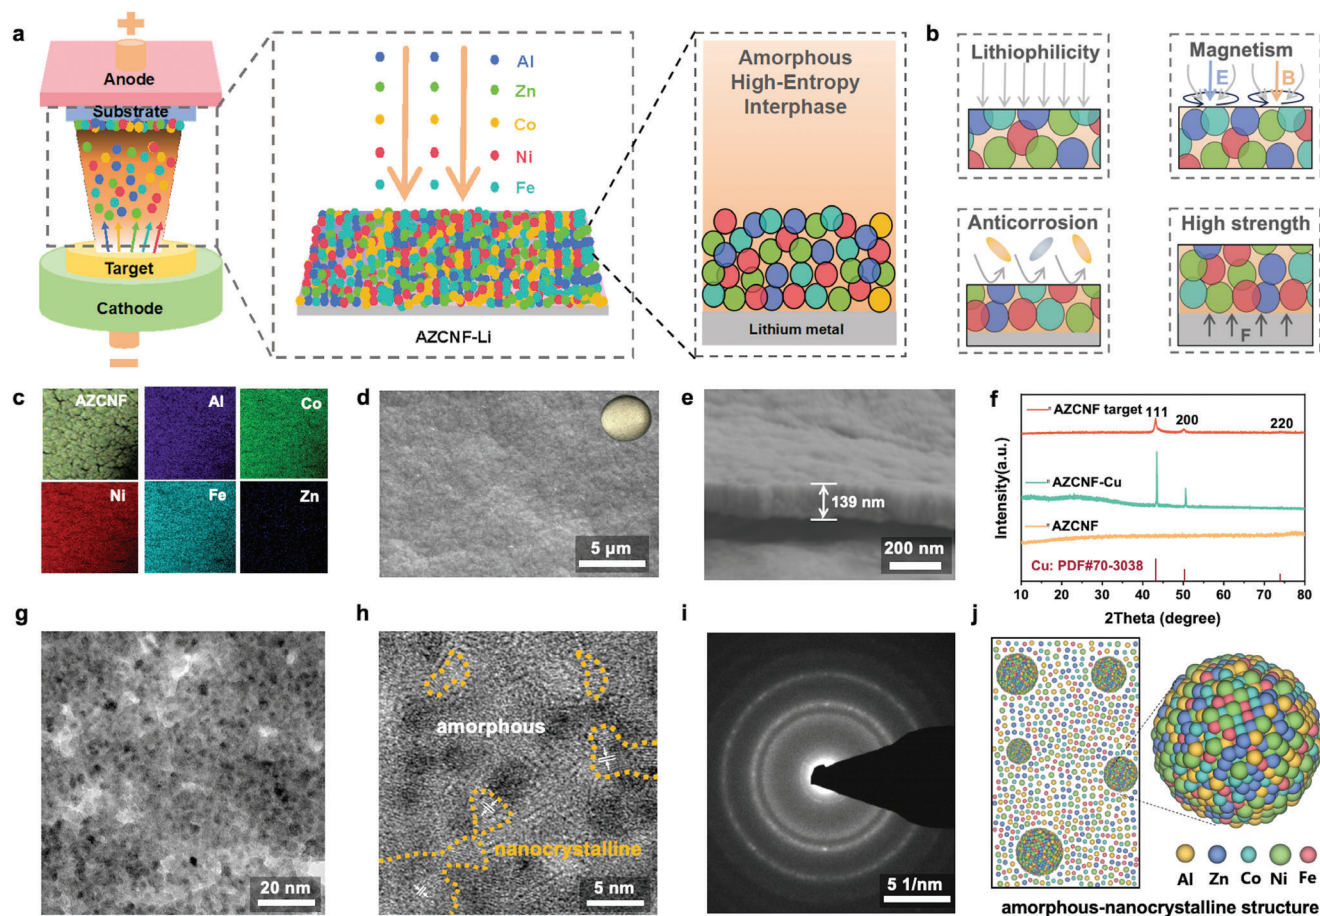 a
+
Anode
Substrate
Target
Cathode
Al
Zn
Co
Ni
Fe
AZCNF-Li
Amorphous
High-Entropy
Interphase
Lithium metal
b
Lithiophilicity
Magnetism
E
B
Anticorrosion
High strength
F
c
AZCNF
Al
Co
Ni
Fe
Zn
d
5 μm
e
139 nm
200 nm
f
Intensity(a.u.)
AZCNF target
111
200
220
AZCNF-Cu
AZCNF
Cu: PDF#70-3038
10 20 30 40 50 60 70 80
2Theta (degree)
g
20 nm
h
amorphous
nanocrystalline
5 nm
i
5 1/nm
j
Al Zn Co Ni Fe
amorphous-nanocrystalline structure